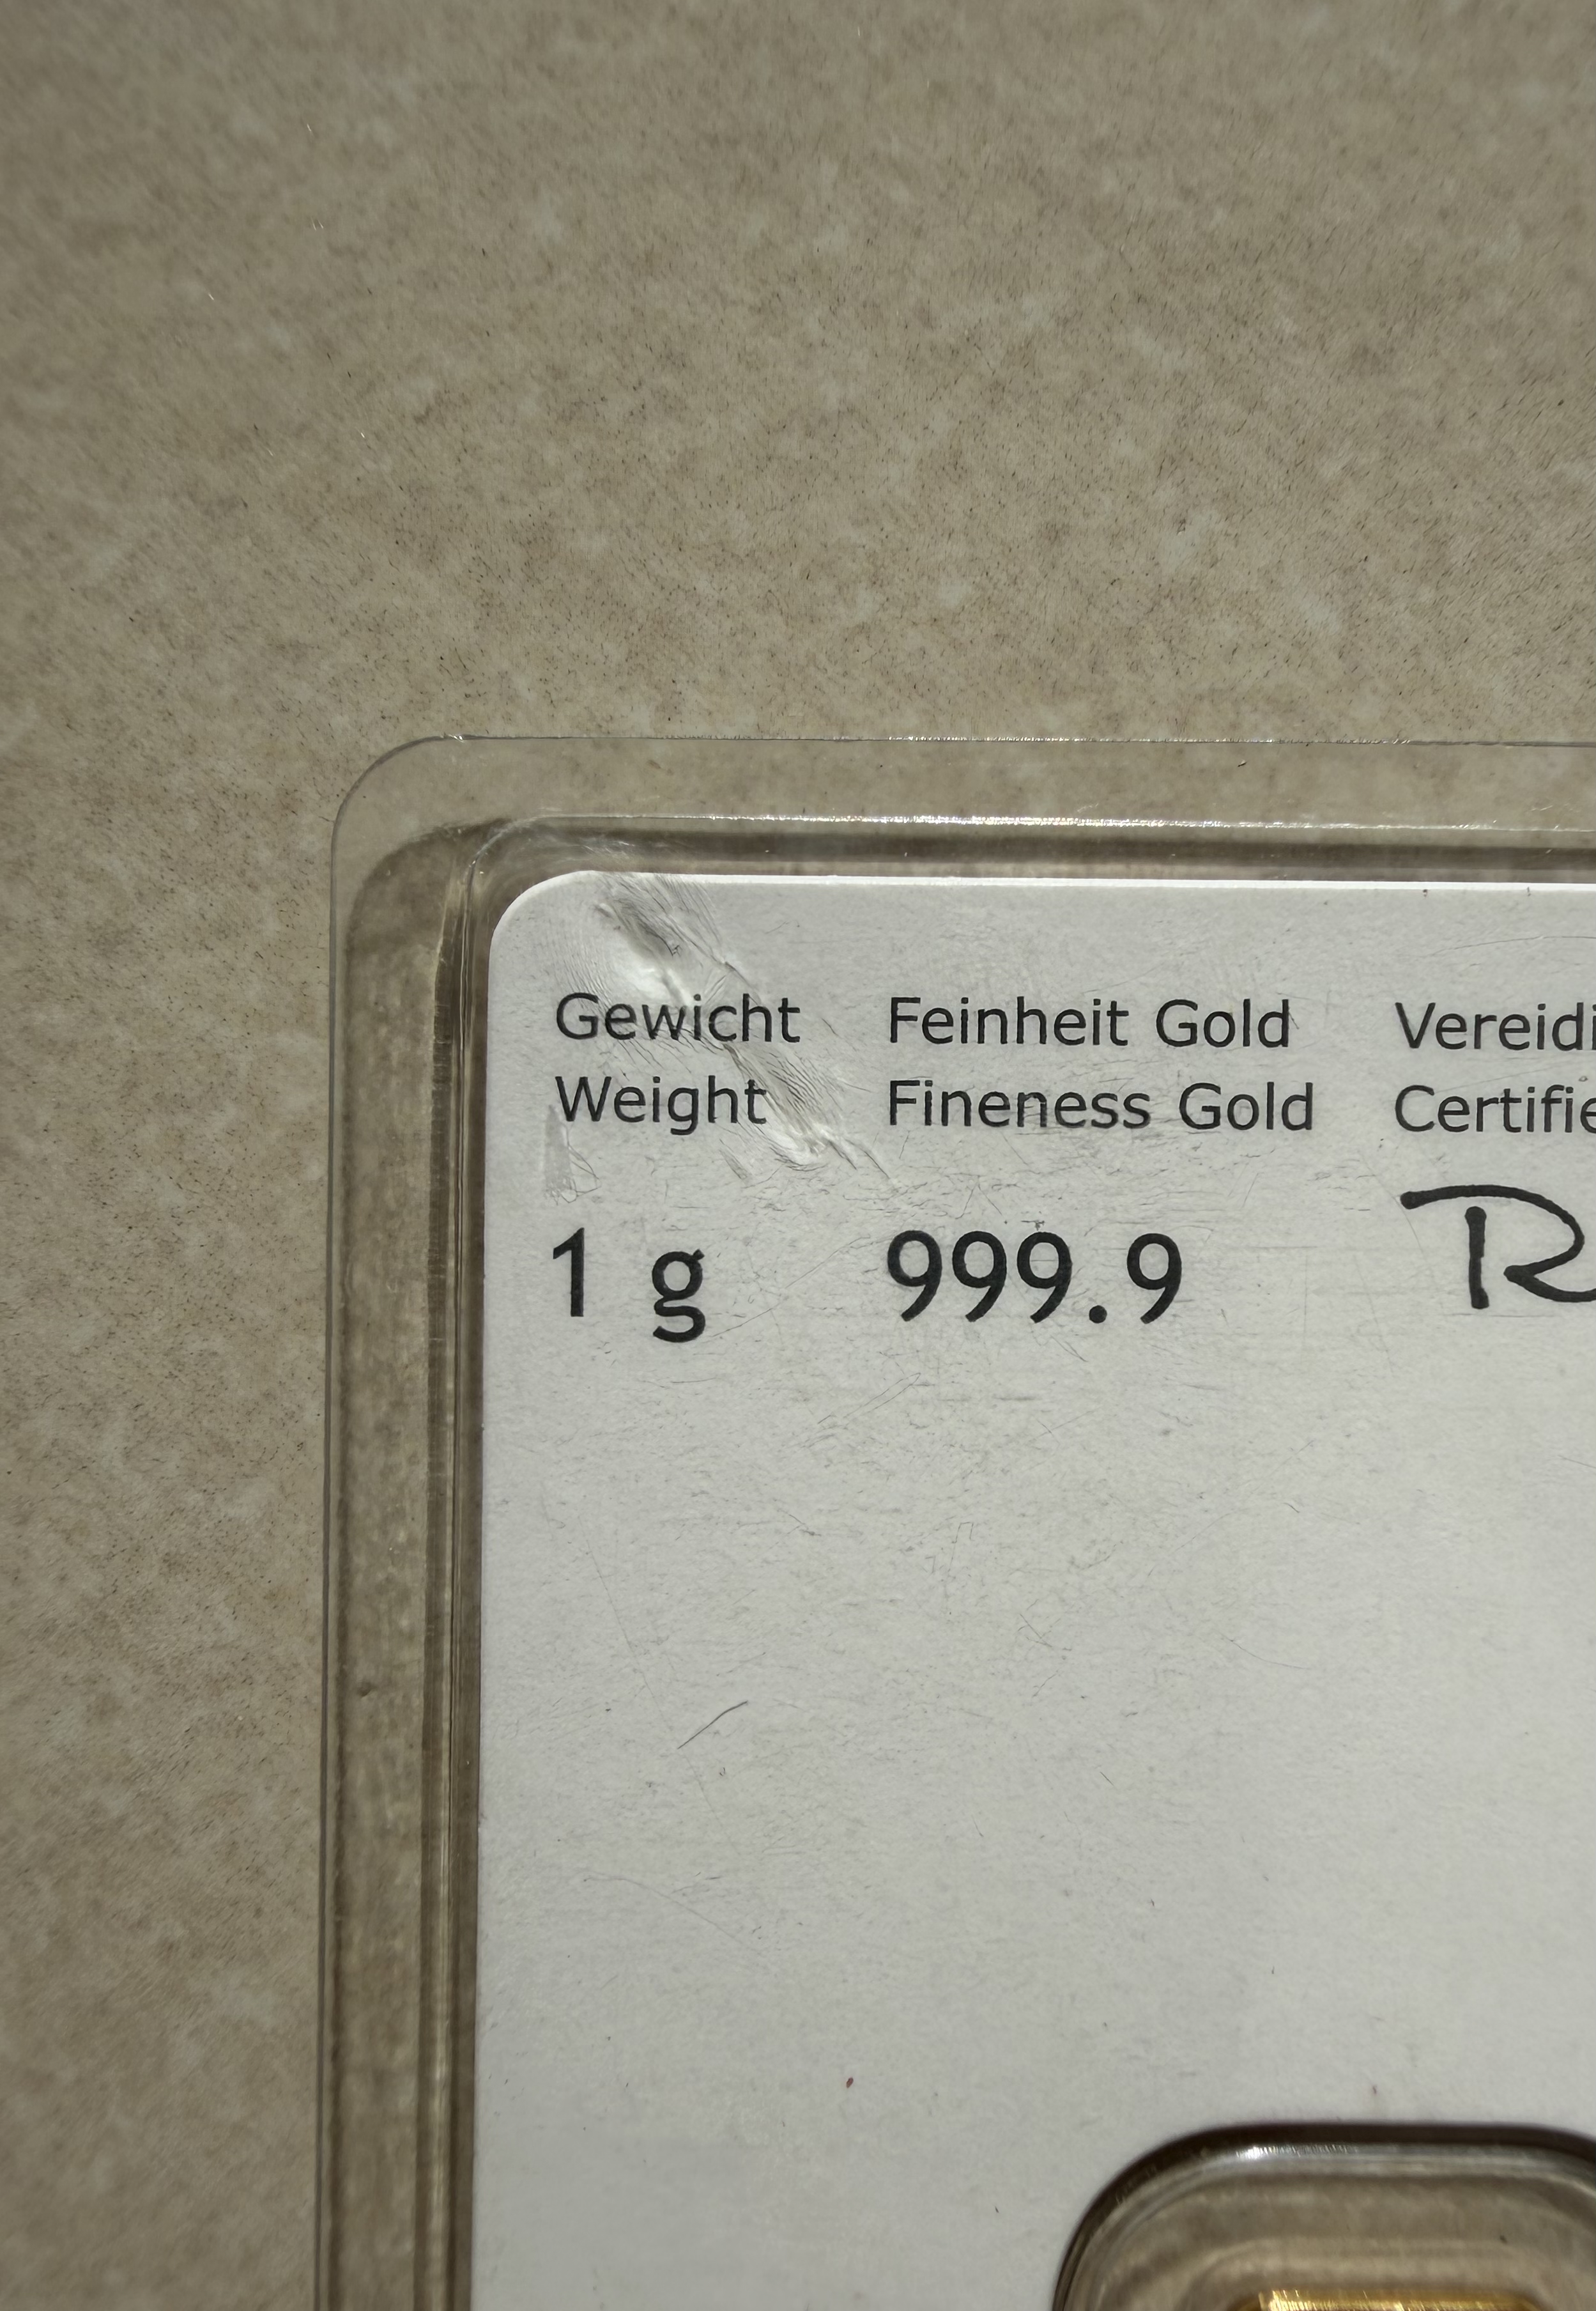 Gewicht Feinheit Gold
Weight Fineness Gold
1 g 999.9